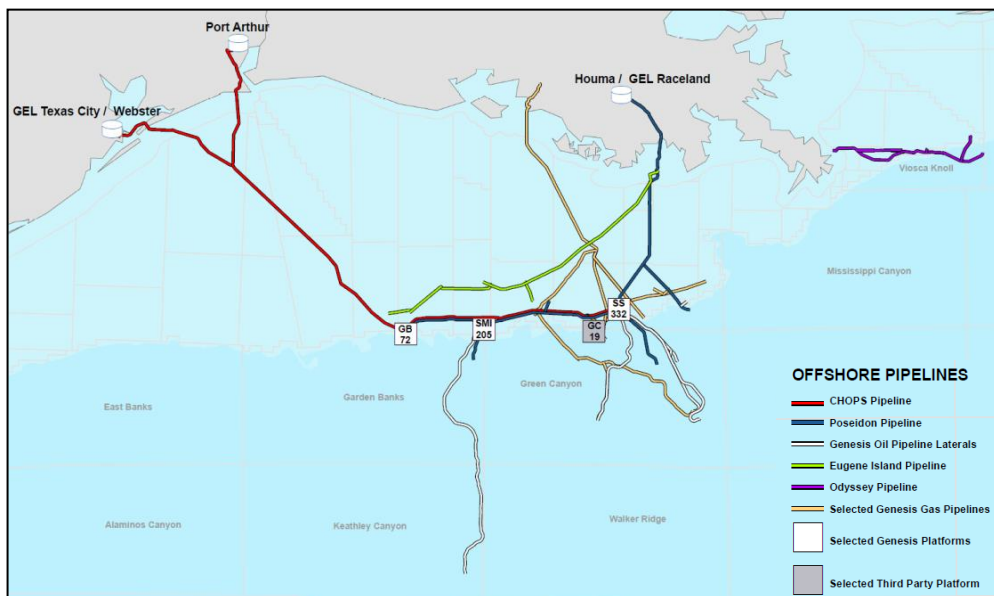 Port Arthur
Houma / GEL Raceland
GEL Texas City / Webster
Viosca Knoll
Mississippi Canyon
GB
72
SMI
205
GC
19
SS
332
East Banks
Garden Banks
Green Canyon
Alaminos Canyon
Keathley Canyon
Walker Ridge
OFFSHORE PIPELINES
CHOPS Pipeline
Poseidon Pipeline
Genesis Oil Pipeline Laterals
Eugene Island Pipeline
Odyssey Pipeline
Selected Genesis Gas Pipelines
Selected Genesis Platforms
Selected Third Party Platform